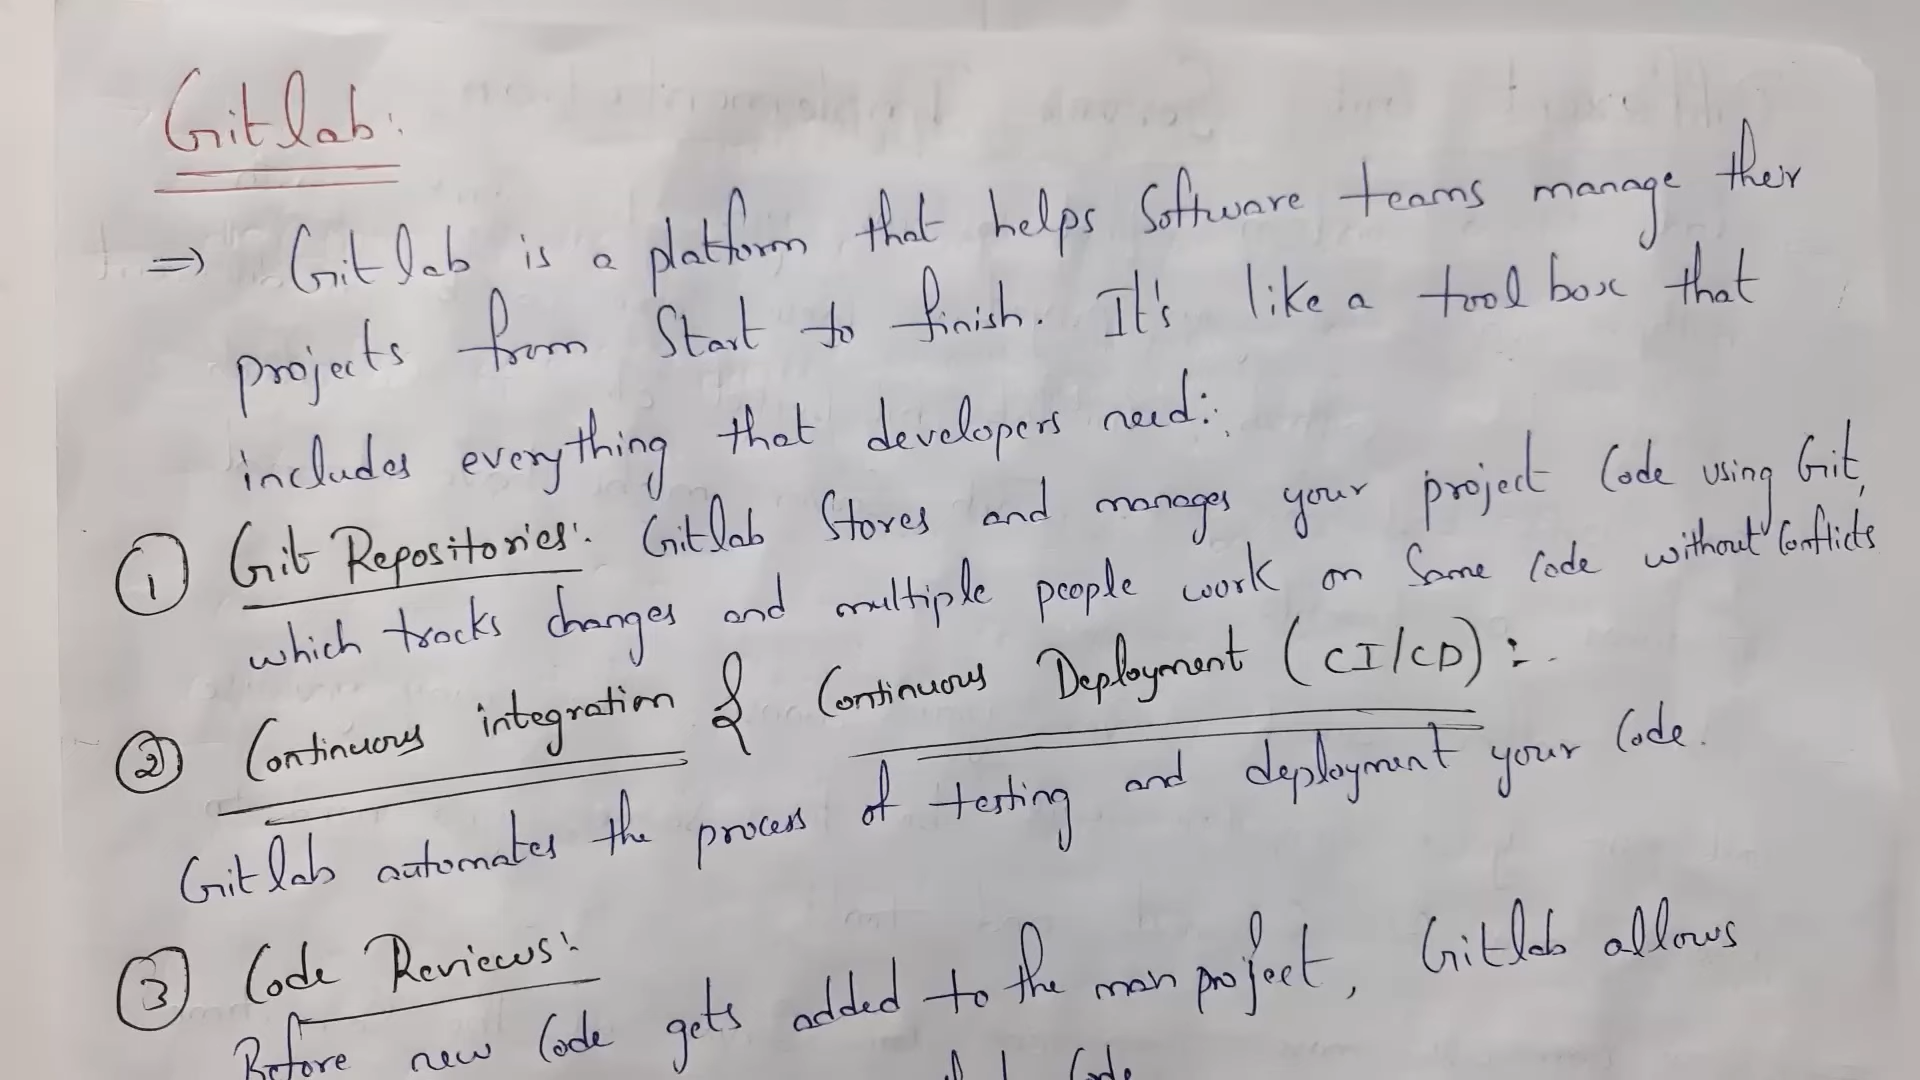 Gitlab:
=> Gitlab is a platform that helps Software teams manage their
projects from Start to finish. It's like a tool box that
includes everything that developers need:
① Git Repositories: Gitlab Stores and manages your project Code using Git,
which tracks changes and multiple people work on Same Code without Conflicts
② Continuous integration & Continuous Deployment (CI/CD):
Gitlab automates the process of testing and deployment your Code.
③ Code Reviews:
Before new Code gets added to the man project, Gitlab allows
Code